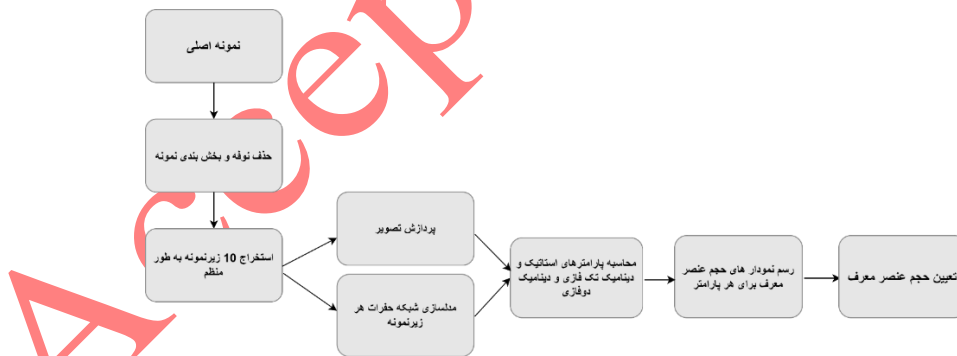 نمونه اصلی
حذف نوفه و بخش بندی نمونه
استخراج 10 زیرنمونه به طور
منظم
پردازش تصویر
مدلسازی شبکه حفرات هر
زیرنمونه
محاسبه پارامترهای استاتیک و
دینامیک تک فازی و دینامیک
دوفازی
رسم نمودار های حجم عنصر
معرف برای هر پارامتر
تعیین حجم عنصر معرف
Accep